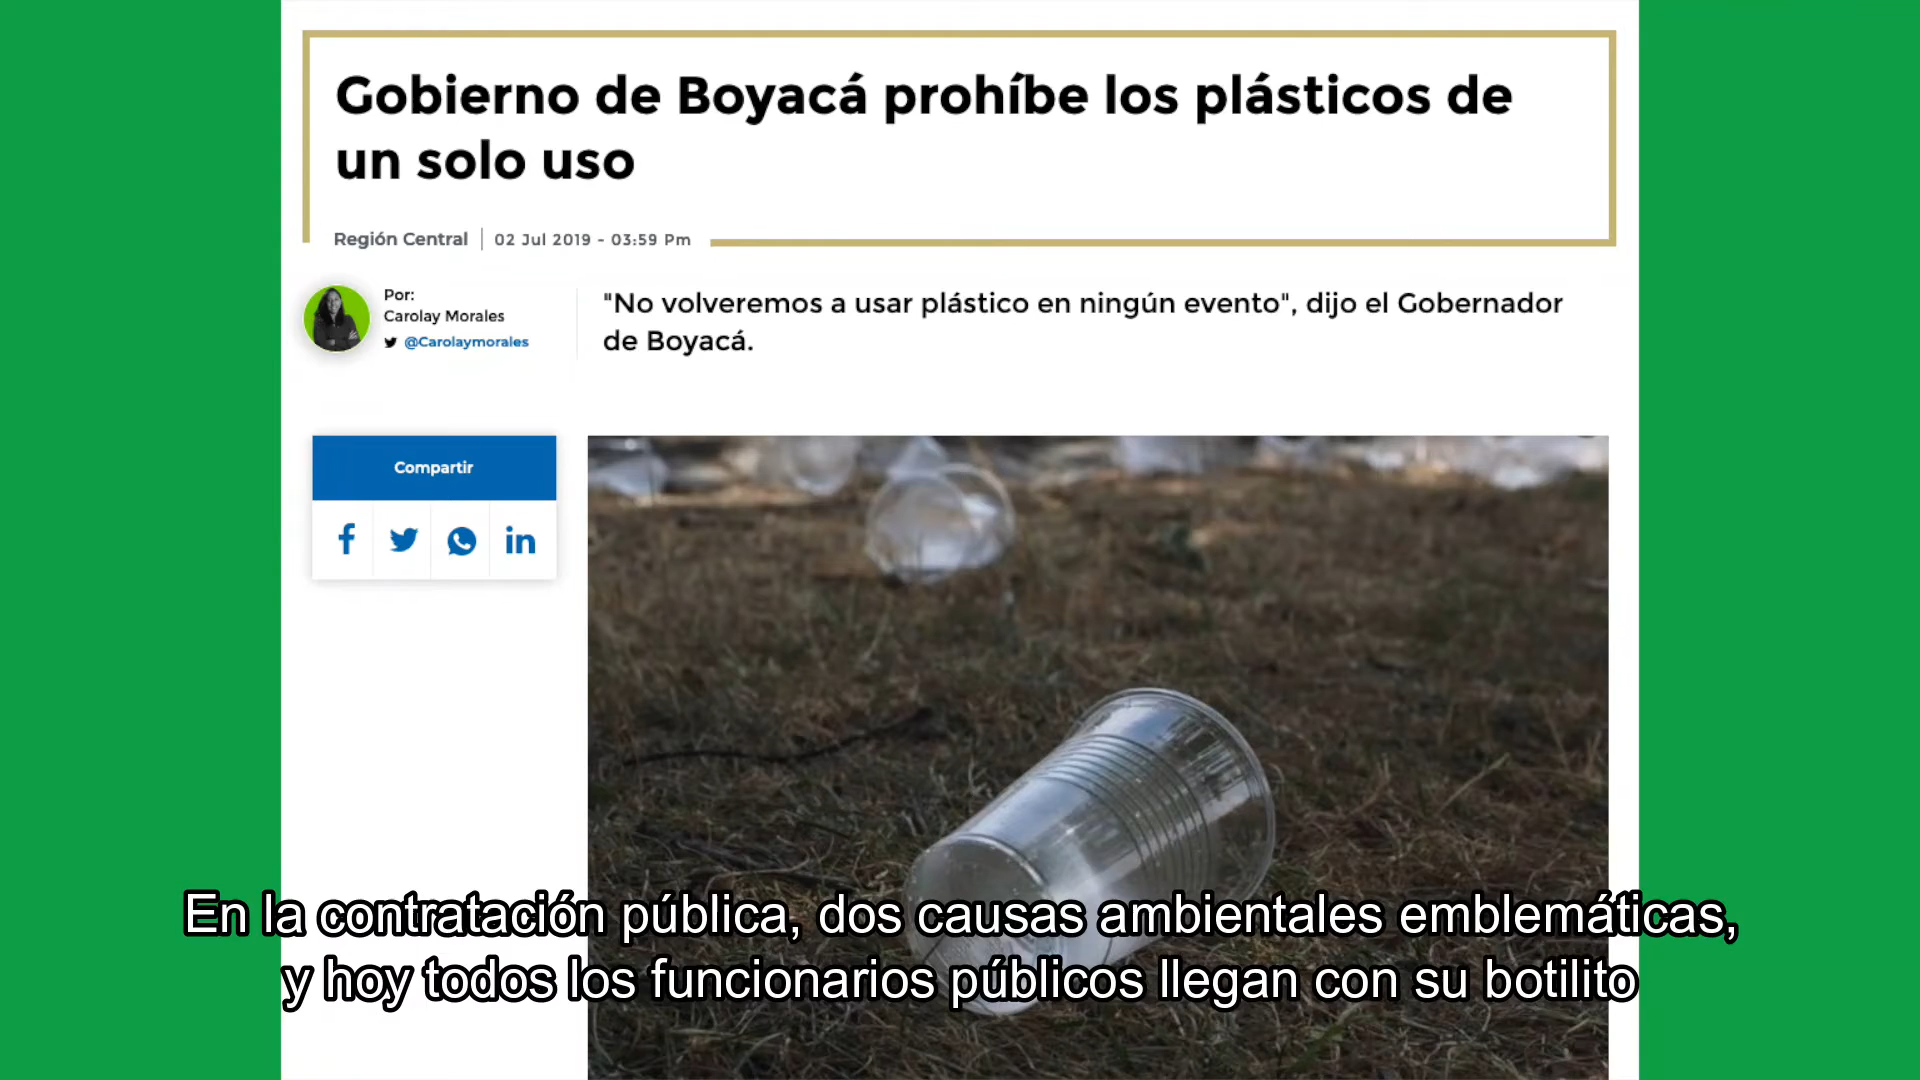 Gobierno de Boyacá prohíbe los plásticos de
un solo uso
Región Central | 02 Jul 2019 - 03:59 Pm
Por:
Carolay Morales
@Carolaymorales
"No volveremos a usar plástico en ningún evento", dijo el Gobernador
de Boyacá.
Compartir
En la contratación pública, dos causas ambientales emblemáticas,
y hoy todos los funcionarios públicos llegan con su botilito